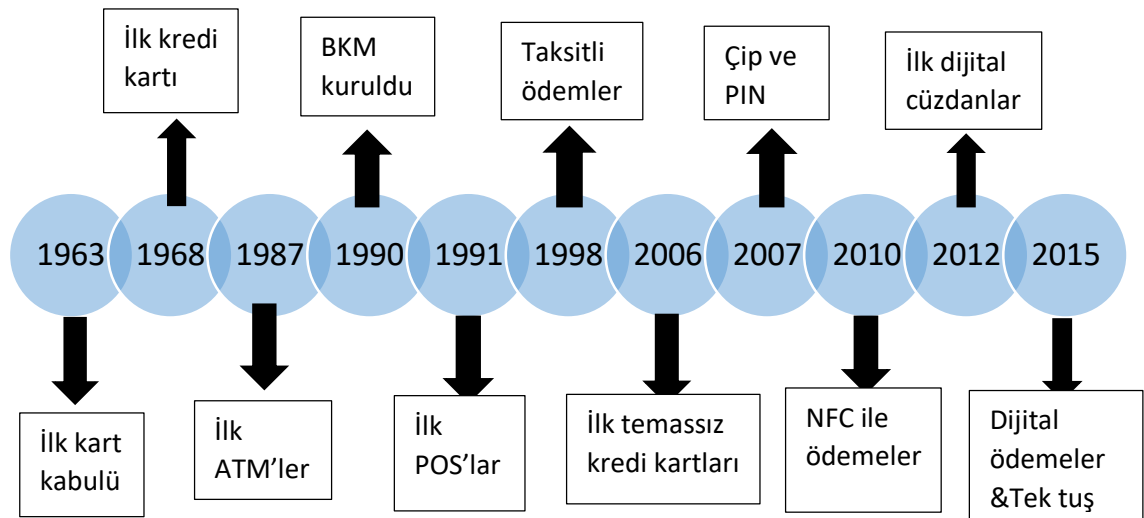 İlk kredi
kartı
BKM
kuruldu
Taksitli
ödemler
Çip ve
PIN
İlk dijital
cüzdanlar
1963
1968
1987
1990
1991
1998
2006
2007
2010
2012
2015
İlk kart
kabulü
İlk
ATM’ler
İlk
POS’lar
İlk temassız
kredi kartları
NFC ile
ödemeler
Dijital
ödemeler
&Tek tuş